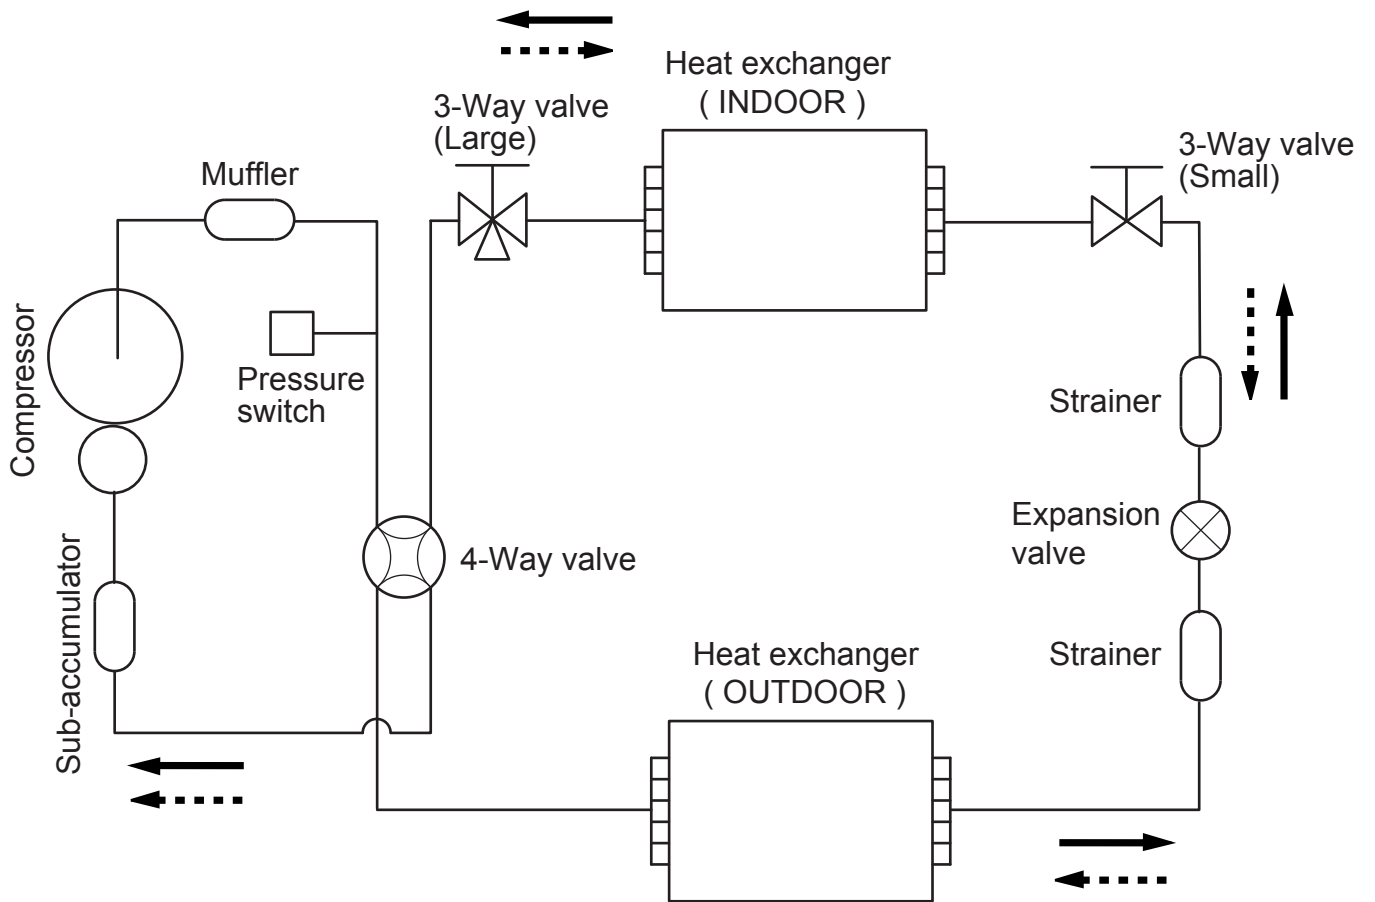 Heat exchanger
( INDOOR )
3-Way valve
(Large)
3-Way valve
(Small)
Muffler
Compressor
Pressure
switch
Strainer
Expansion
valve
4-Way valve
Sub-accumulator
Heat exchanger
( OUTDOOR )
Strainer